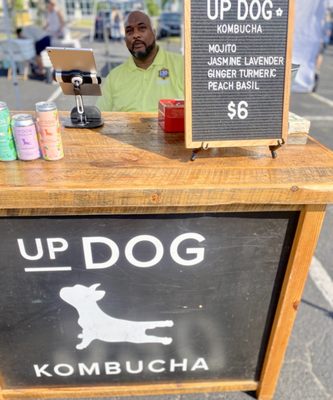 UP DOG
KOMBUCHA
MOJITO
JASMINE LAVENDER
GINGER TURMERIC
PEACH BASIL
$6
UP DOG
KOMBUCHA